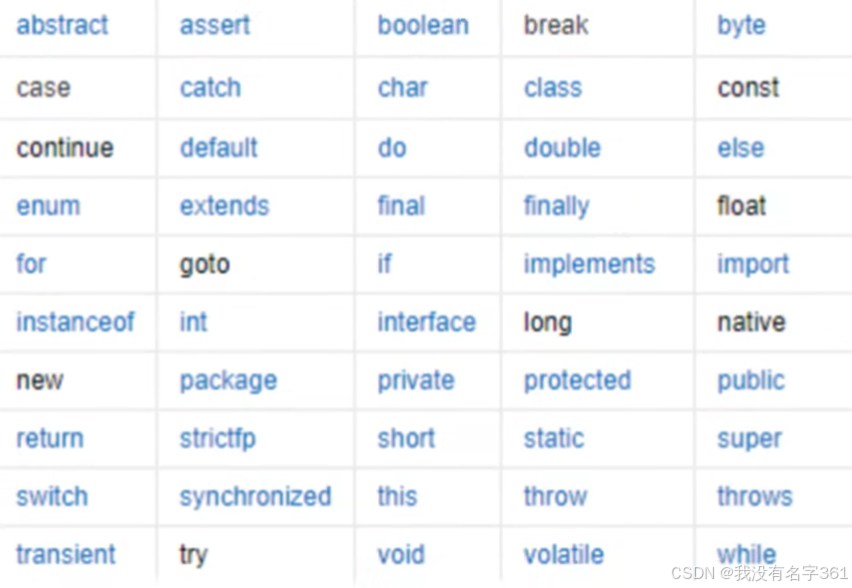 abstract assert boolean break byte
case catch char class const
continue default do double else
enum extends final finally float
for goto if implements import
instanceof int interface long native
new package private protected public
return strictfp short static super
switch synchronized this throw throws
transient try void volatile while
CSDN @我没有名字361